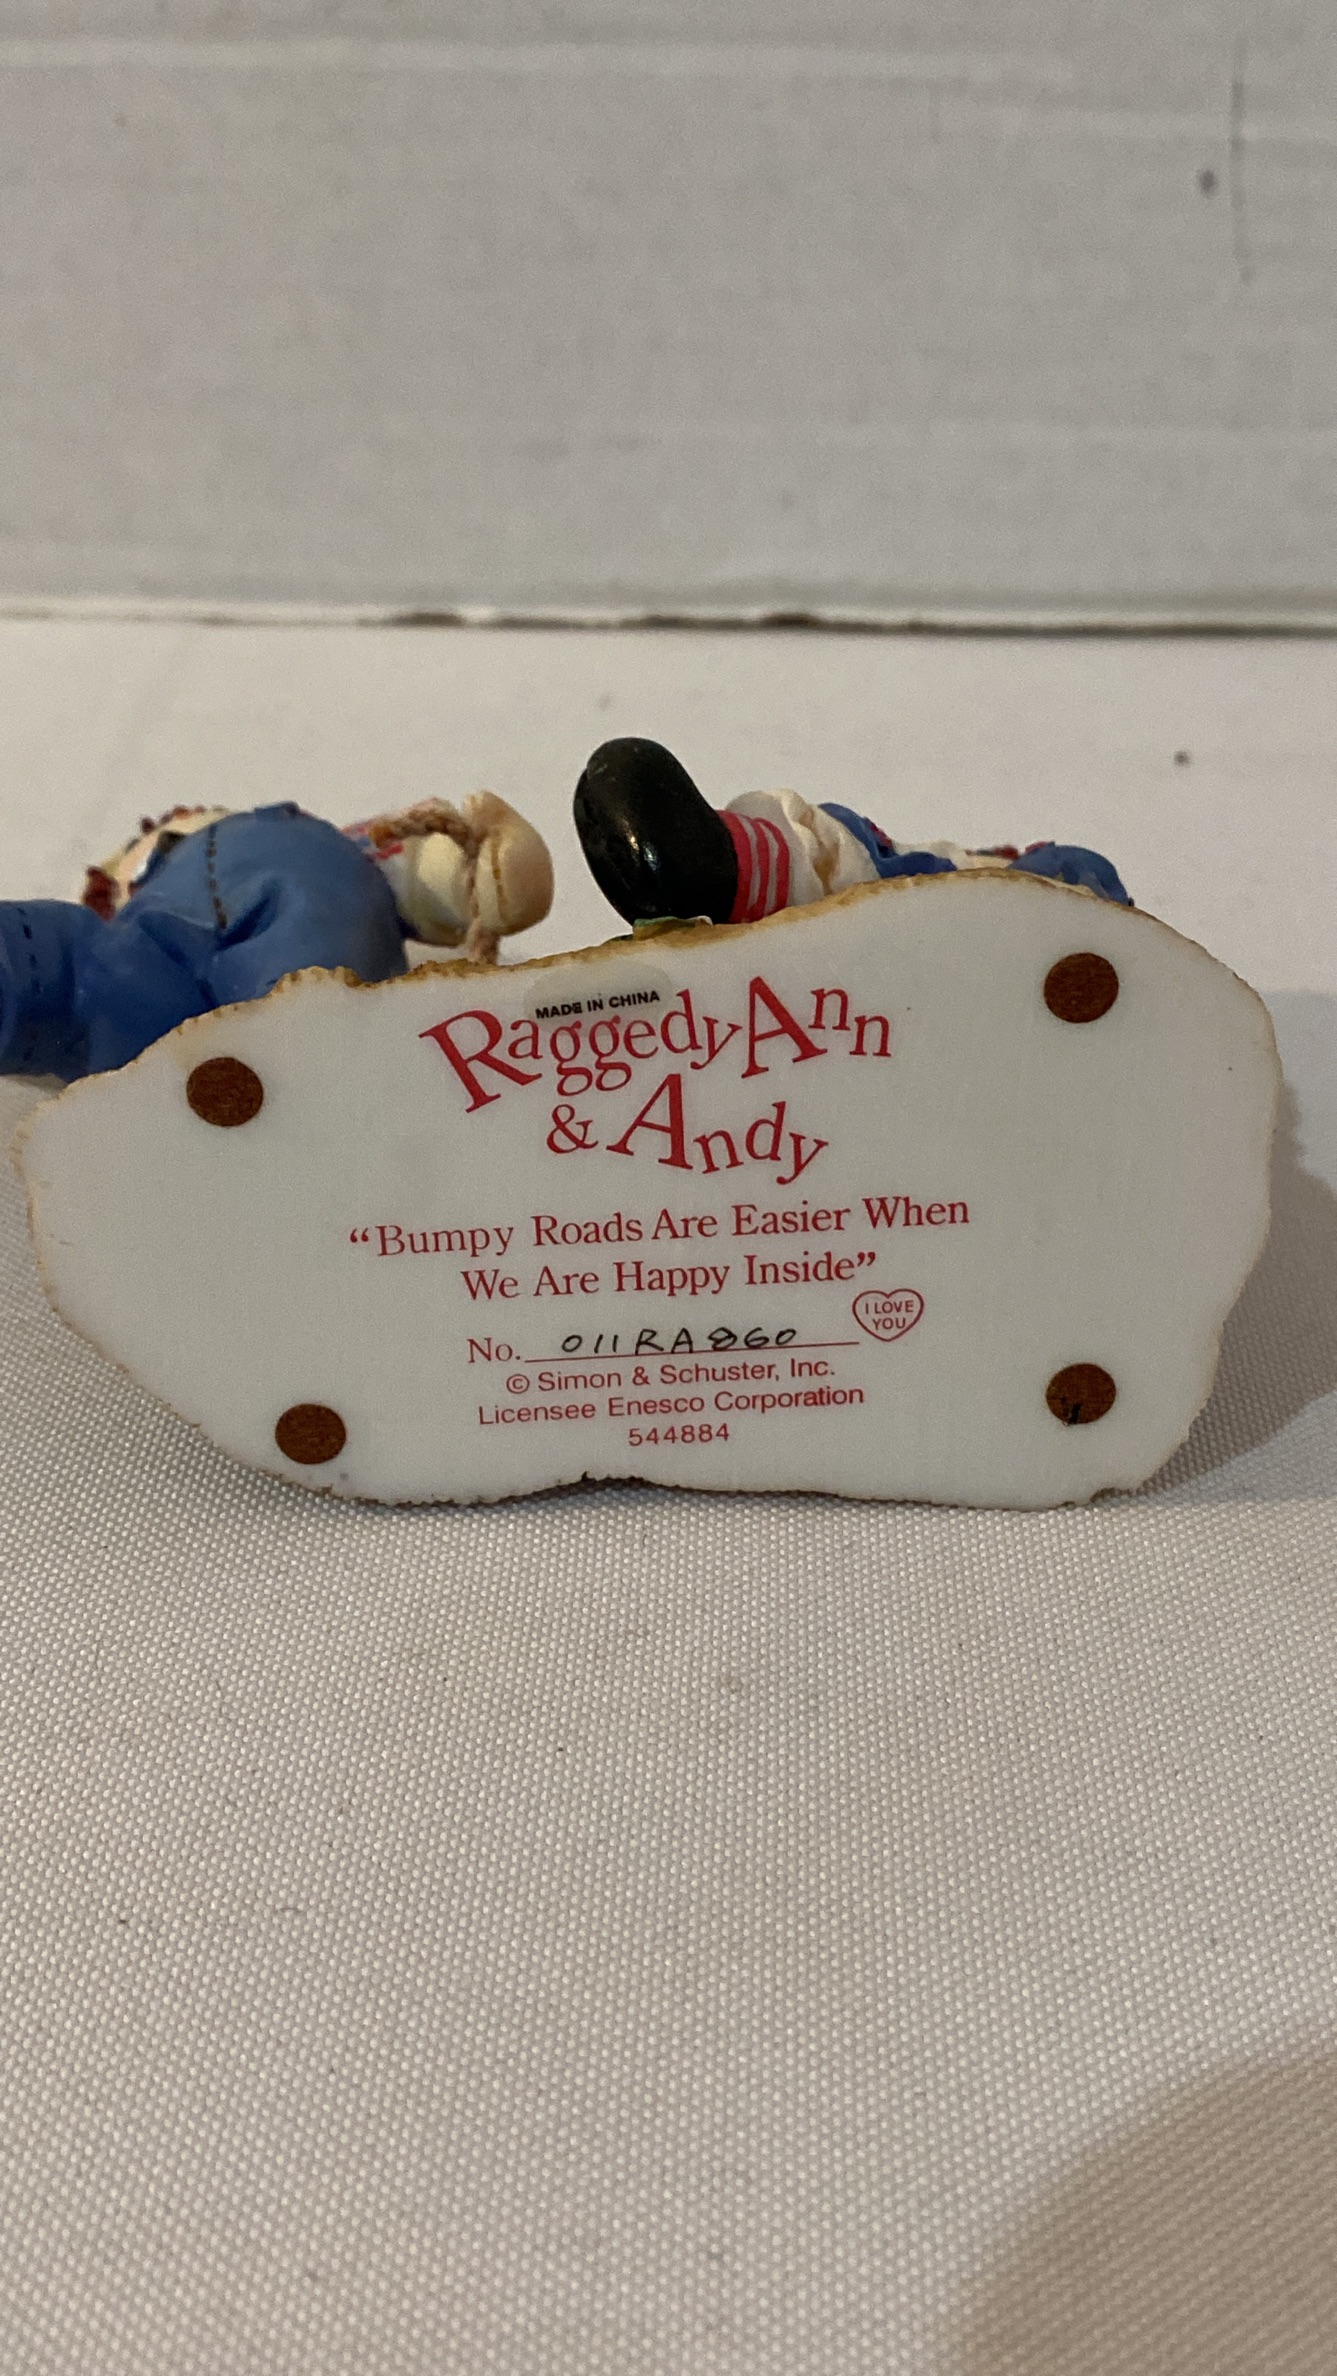 MADE IN CHINA
Raggedy Ann
& Andy
“Bumpy Roads Are Easier When
We Are Happy Inside”
I LOVE
YOU
No. 011RA860
© Simon & Schuster, Inc.
Licensee Enesco Corporation
544884